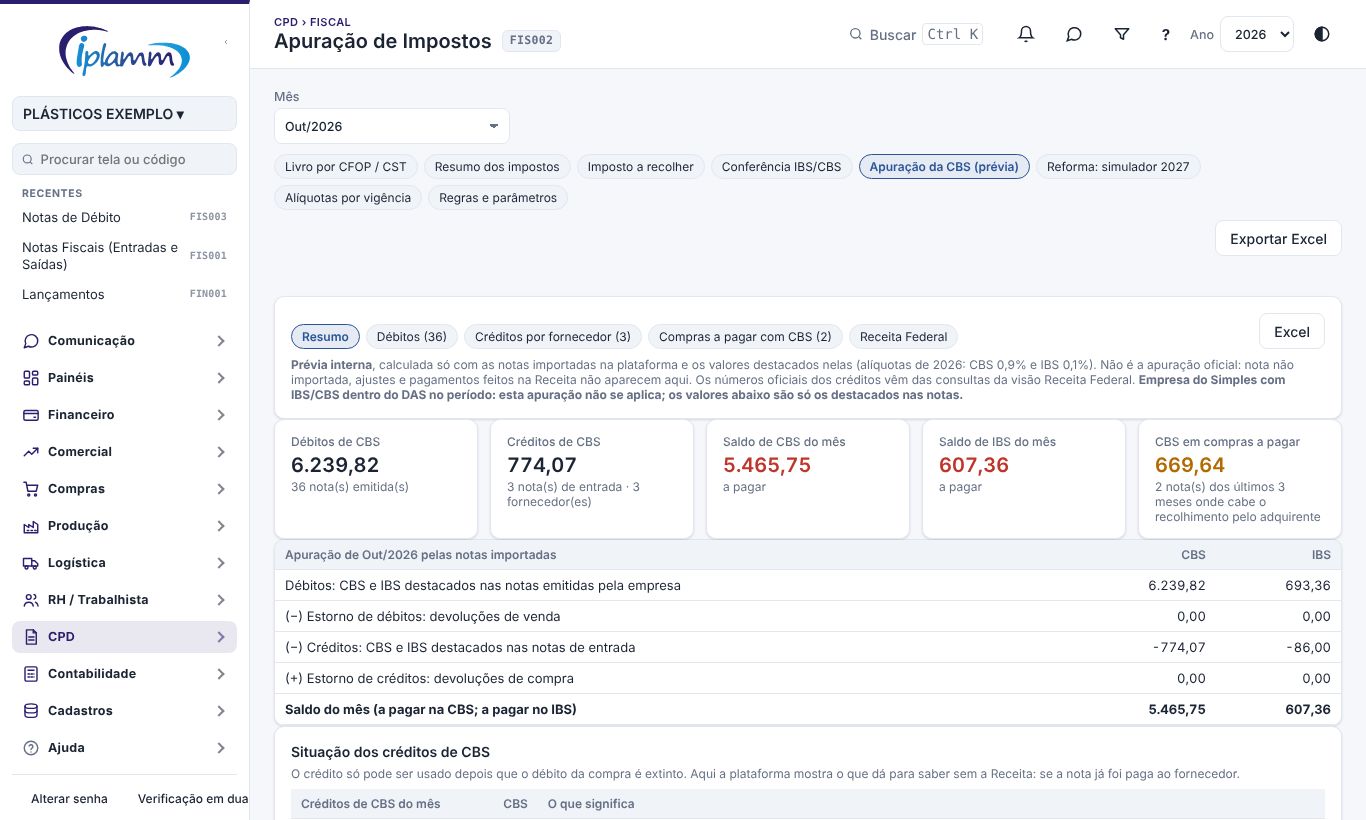 iplamm
PLÁSTICOS EXEMPLO ▾
Procurar tela ou código
RECENTES
Notas de Débito FIS003
Notas Fiscais (Entradas e
Saídas) FIS001
Lançamentos FIN001
Comunicação
Painéis
Financeiro
Comercial
Compras
Produção
Logística
RH / Trabalhista
CPD
Contabilidade
Cadastros
Ajuda
Alterar senha Verificação em dua
CPD › FISCAL
Apuração de Impostos FIS002
Buscar Ctrl K ? Ano 2026
Mês
Out/2026
Livro por CFOP / CST Resumo dos impostos Imposto a recolher Conferência IBS/CBS Apuração da CBS (prévia) Reforma: simulador 2027
Alíquotas por vigência Regras e parâmetros
Exportar Excel
Resumo Débitos (36) Créditos por fornecedor (3) Compras a pagar com CBS (2) Receita Federal Excel
Prévia interna, calculada só com as notas importadas na plataforma e os valores destacados nelas (alíquotas de 2026: CBS 0,9% e IBS 0,1%). Não é a apuração oficial: nota não
importada, ajustes e pagamentos feitos na Receita não aparecem aqui. Os números oficiais dos créditos vêm das consultas da visão Receita Federal. Empresa do Simples com
IBS/CBS dentro do DAS no período: esta apuração não se aplica; os valores abaixo são só os destacados nas notas.
Débitos de CBS
6.239,82
36 nota(s) emitida(s)
Créditos de CBS
774,07
3 nota(s) de entrada · 3
fornecedor(es)
Saldo de CBS do mês
5.465,75
a pagar
Saldo de IBS do mês
607,36
a pagar
CBS em compras a pagar
669,64
2 nota(s) dos últimos 3
meses onde cabe o
recolhimento pelo adquirente
Apuração de Out/2026 pelas notas importadas CBS IBS
Débitos: CBS e IBS destacados nas notas emitidas pela empresa 6.239,82 693,36
(−) Estorno de débitos: devoluções de venda 0,00 0,00
(−) Créditos: CBS e IBS destacados nas notas de entrada -774,07 -86,00
(+) Estorno de créditos: devoluções de compra 0,00 0,00
Saldo do mês (a pagar na CBS; a pagar no IBS) 5.465,75 607,36
Situação dos créditos de CBS
O crédito só pode ser usado depois que o débito da compra é extinto. Aqui a plataforma mostra o que dá para saber sem a Receita: se a nota já foi paga ao fornecedor.
Créditos de CBS do mês CBS O que significa